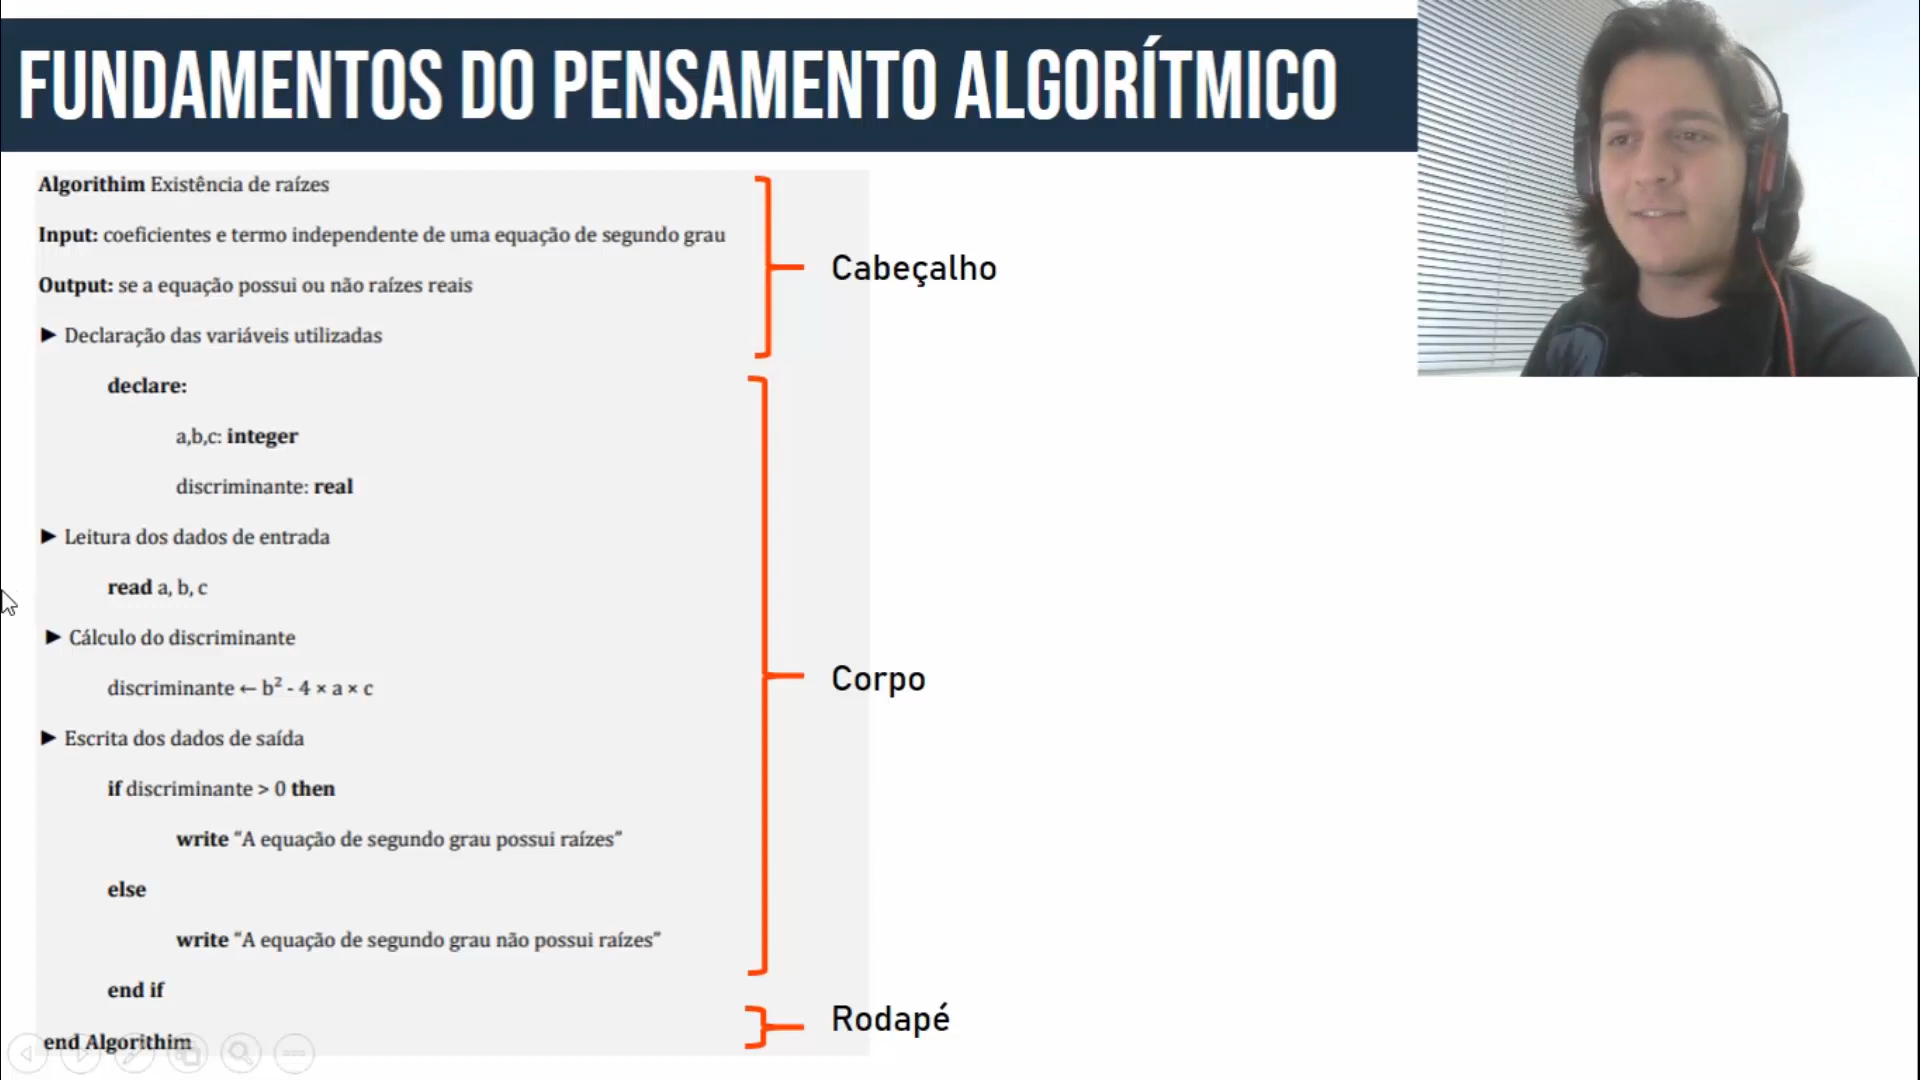 FUNDAMENTOS DO PENSAMENTO ALGORÍTMICO
Algorithim Existência de raízes
Input: coeficientes e termo independente de uma equação de segundo grau
Output: se a equação possui ou não raízes reais
Cabeçalho
► Declaração das variáveis utilizadas
declare:
a,b,c: integer
discriminante: real
► Leitura dos dados de entrada
read a, b, c
► Cálculo do discriminante
discriminante ← b² - 4 × a × c
Corpo
► Escrita dos dados de saída
if discriminante > 0 then
write “A equação de segundo grau possui raízes”
else
write “A equação de segundo grau não possui raízes”
end if
Rodapé
end Algorithim